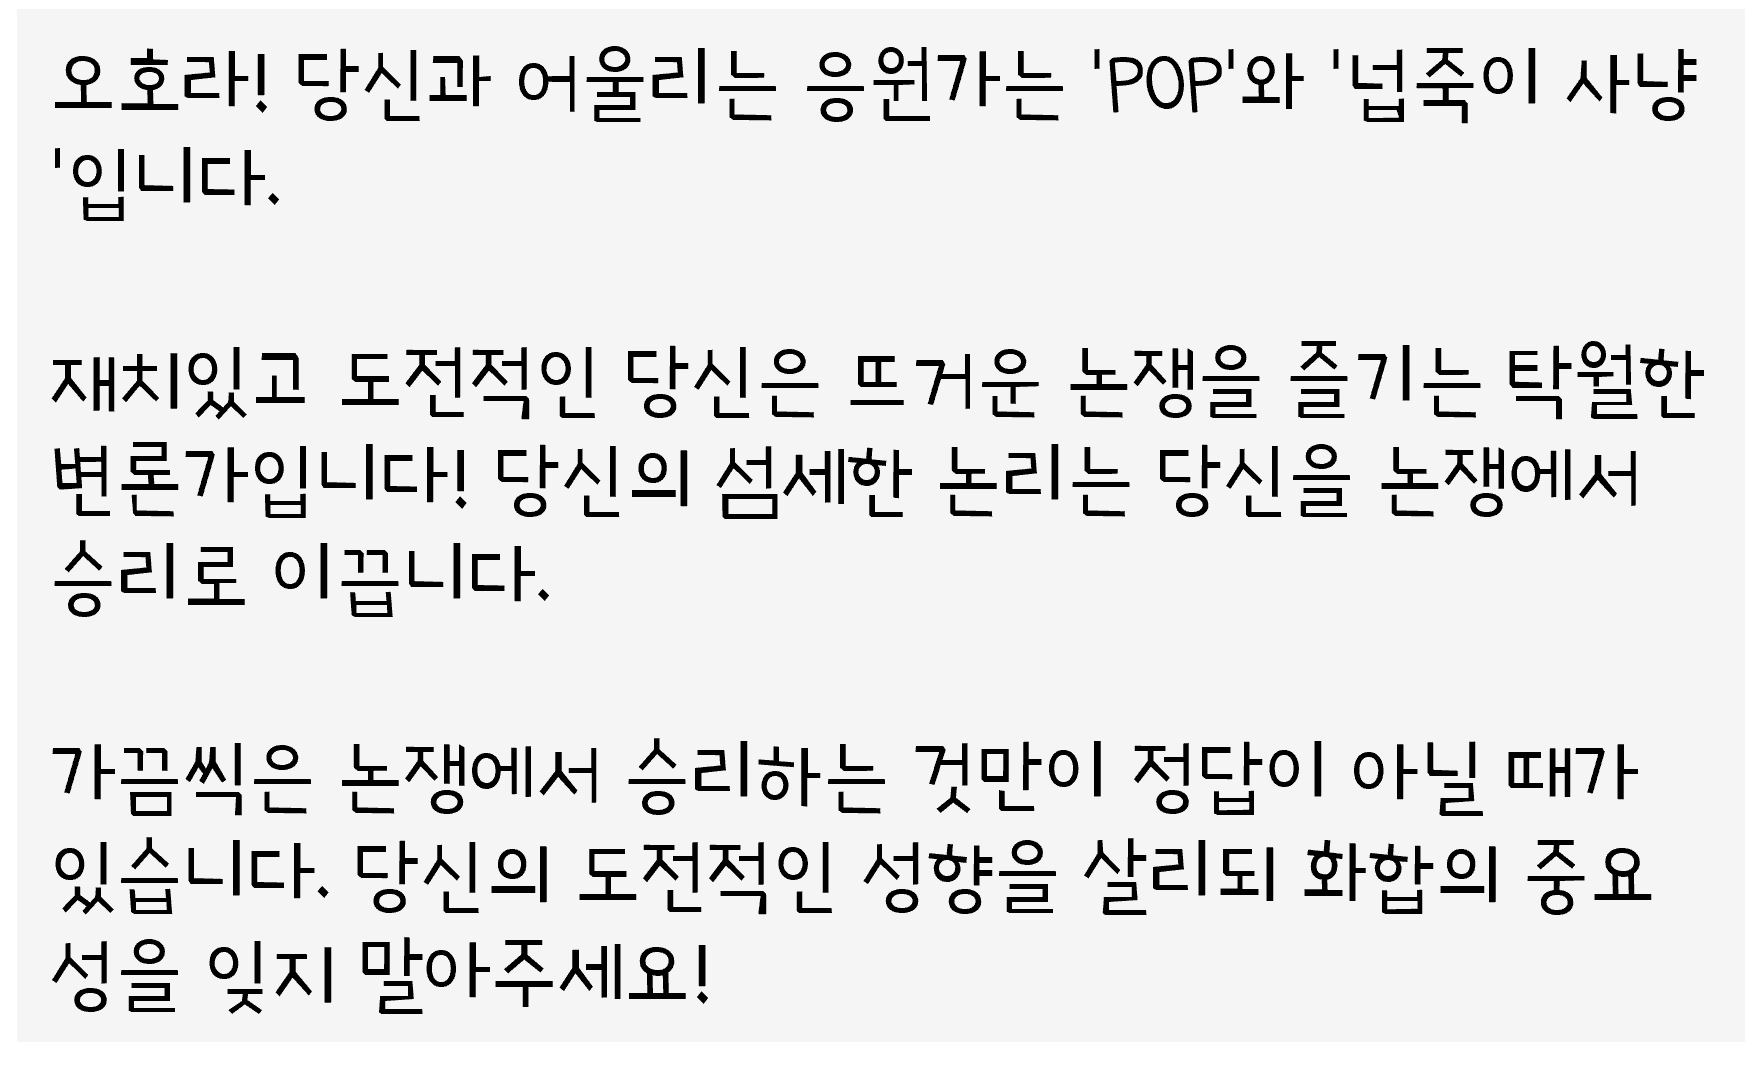 오호라! 당신과 어울리는 응원가는 'POP'와 '넙죽이 사냥
'입니다.
재치있고 도전적인 당신은 뜨거운 논쟁을 즐기는 탁월한
변론가입니다! 당신의 섬세한 논리는 당신을 논쟁에서
승리로 이끕니다.
가끔씩은 논쟁에서 승리하는 것만이 정답이 아닐 때가
있습니다. 당신의 도전적인 성향을 살리되 화합의 중요
성을 잊지 말아주세요!